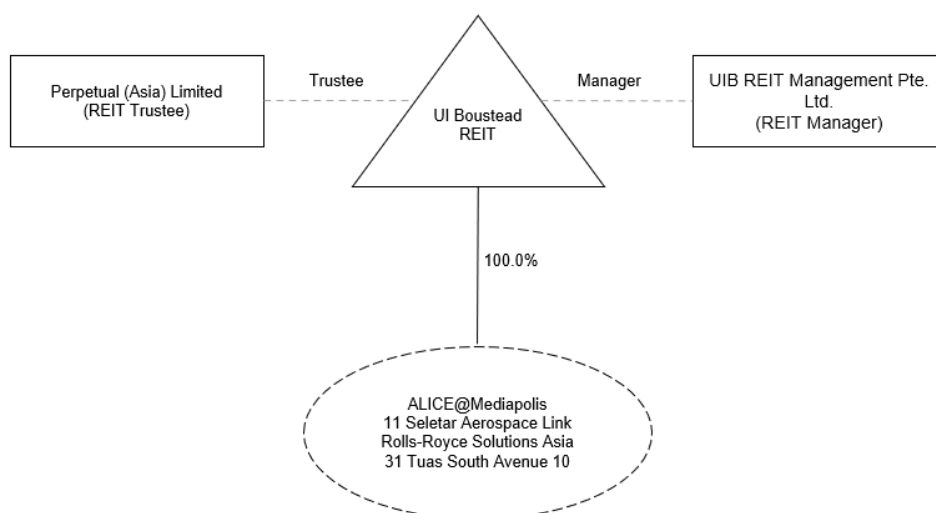 Perpetual (Asia) Limited
(REIT Trustee)
Trustee
UI Boustead
REIT
Manager
UIB REIT Management Pte.
Ltd.
(REIT Manager)
100.0%
ALICE@Mediapolis
11 Seletar Aerospace Link
Rolls-Royce Solutions Asia
31 Tuas South Avenue 10